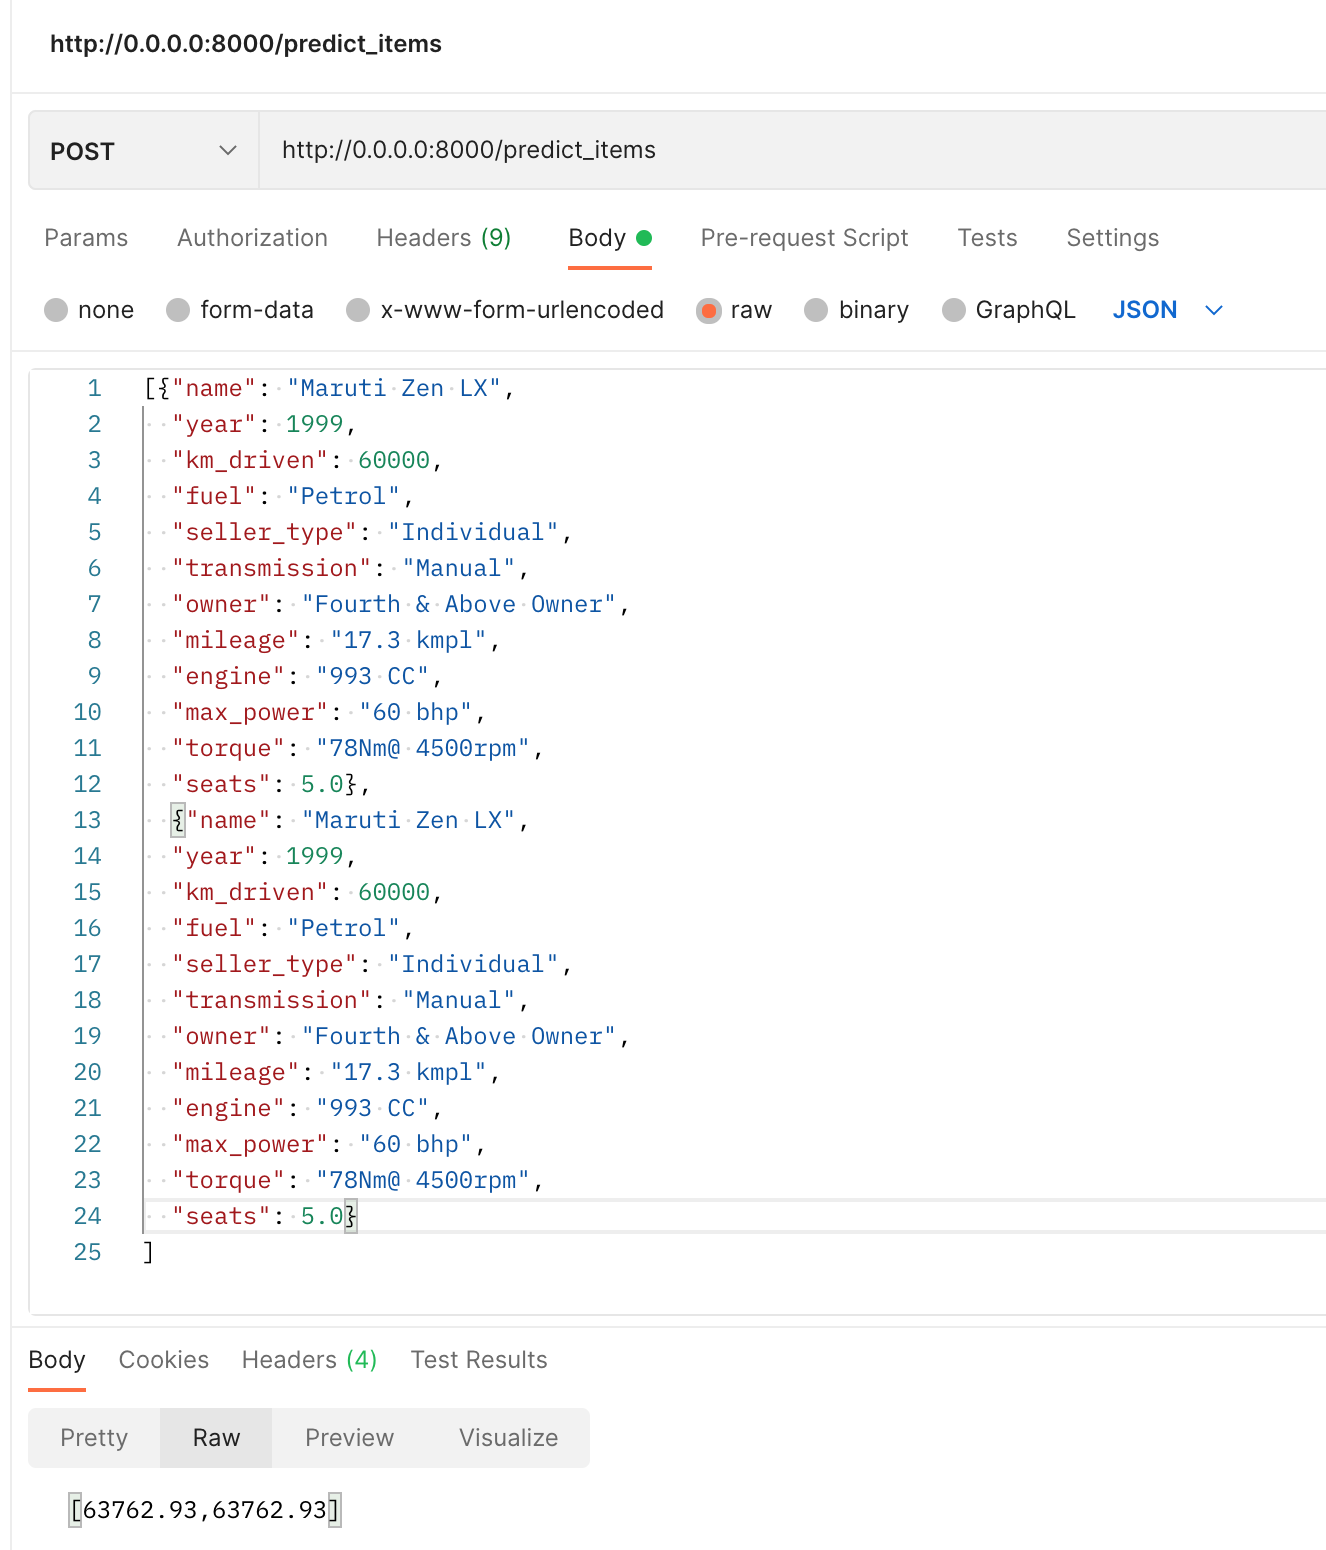 http://0.0.0.0:8000/predict_items
POST http://0.0.0.0:8000/predict_items
Params Authorization Headers (9) Body Pre-request Script Tests Settings
none form-data x-www-form-urlencoded raw binary GraphQL JSON
1 [{"name": "Maruti Zen LX",
2 "year": 1999,
3 "km_driven": 60000,
4 "fuel": "Petrol",
5 "seller_type": "Individual",
6 "transmission": "Manual",
7 "owner": "Fourth & Above Owner",
8 "mileage": "17.3 kmpl",
9 "engine": "993 CC",
10 "max_power": "60 bhp",
11 "torque": "78Nm@ 4500rpm",
12 "seats": 5.0},
13 {"name": "Maruti Zen LX",
14 "year": 1999,
15 "km_driven": 60000,
16 "fuel": "Petrol",
17 "seller_type": "Individual",
18 "transmission": "Manual",
19 "owner": "Fourth & Above Owner",
20 "mileage": "17.3 kmpl",
21 "engine": "993 CC",
22 "max_power": "60 bhp",
23 "torque": "78Nm@ 4500rpm",
24 "seats": 5.0}
25 ]
Body Cookies Headers (4) Test Results
Pretty Raw Preview Visualize
[63762.93,63762.93]